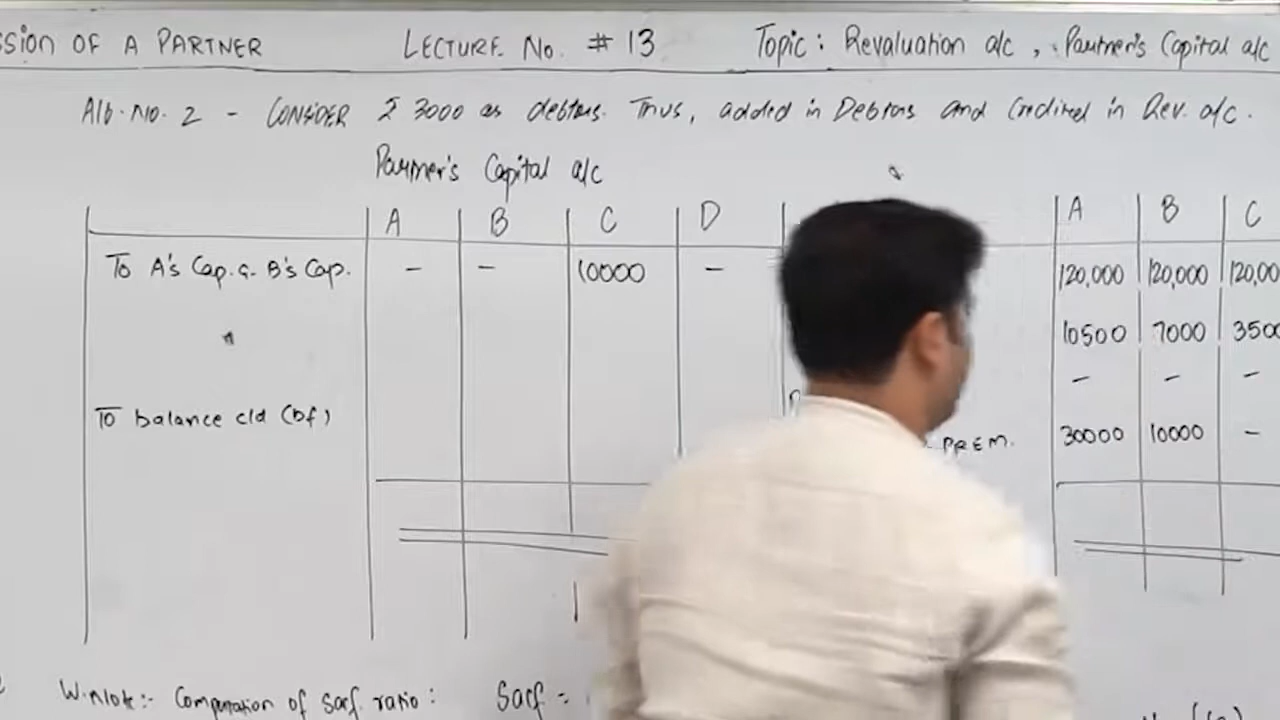 ssion OF A PARTNER LECTURE No. # 13 Topic: Revaluation a/c, Partner's Capital a/c
No. 2 - CONSIDER ₹ 3000 as debtors. Thus, added in Debtors and Credited in Rev. a/c.
Partner's Capital a/c
A B C D A B C
To A's Cap. & B's Cap. - - 10000 - 120,000 120,000 120,00
10500 7000 3500
- - -
To balance c/d (bf) PREM. 30000 10000 -
W.Note:- Computation of Sacf. ratio: Sacf =